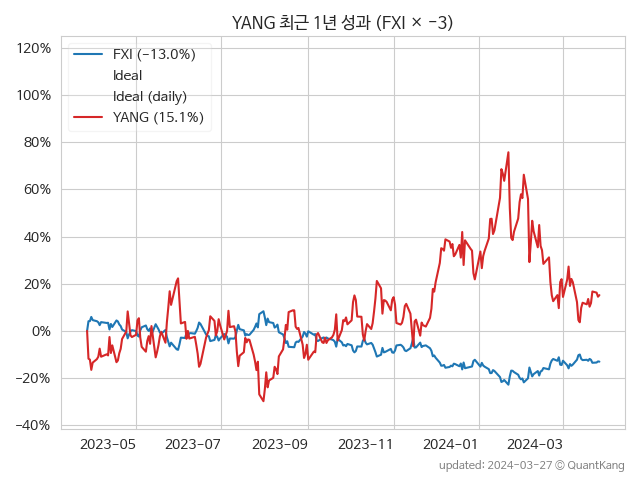 YANG 최근 1년 성과 (FXI × -3)
120%
100%
80%
60%
40%
20%
0%
−20%
−40%
FXI (-13.0%)
Ideal
Ideal (daily)
YANG (15.1%)
2023-05
2023-07
2023-09
2023-11
2024-01
2024-03
updated: 2024-03-27 © QuantKang